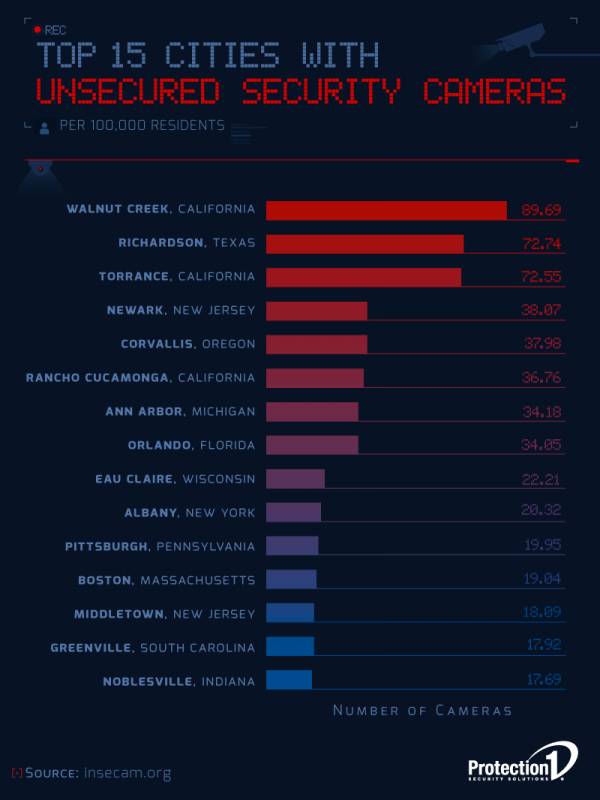 REC
TOP 15 CITIES WITH
UNSECURED SECURITY CAMERAS
PER 100,000 RESIDENTS
WALNUT CREEK, CALIFORNIA 89.69
RICHARDSON, TEXAS 72.74
TORRANCE, CALIFORNIA 72.55
NEWARK, NEW JERSEY 38.07
CORVALLIS, OREGON 37.98
RANCHO CUCAMONGA, CALIFORNIA 36.76
ANN ARBOR, MICHIGAN 34.18
ORLANDO, FLORIDA 34.05
EAU CLAIRE, WISCONSIN 22.21
ALBANY, NEW YORK 20.32
PITTSBURGH, PENNSYLVANIA 19.95
BOSTON, MASSACHUSETTS 19.04
MIDDLETOWN, NEW JERSEY 18.09
GREENVILLE, SOUTH CAROLINA 17.92
NOBLESVILLE, INDIANA 17.69
NUMBER OF CAMERAS
SOURCE: Insecam.org
Protection1
SECURITY SOLUTIONS